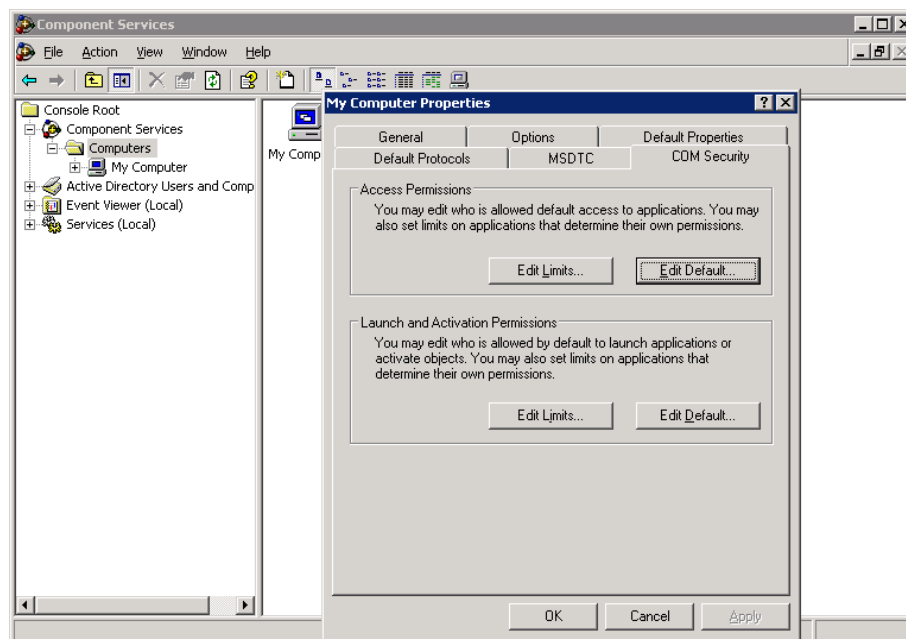 Component Services
File Action View Window Help
Console Root
Component Services
Computers
My Computer
Active Directory Users and Comp
Event Viewer (Local)
Services (Local)
My Comp
My Computer Properties
General Options Default Properties
Default Protocols MSDTC COM Security
Access Permissions
You may edit who is allowed default access to applications. You may
also set limits on applications that determine their own permissions.
Edit Limits... Edit Default...
Launch and Activation Permissions
You may edit who is allowed by default to launch applications or
activate objects. You may also set limits on applications that
determine their own permissions.
Edit Limits... Edit Default...
OK Cancel Apply